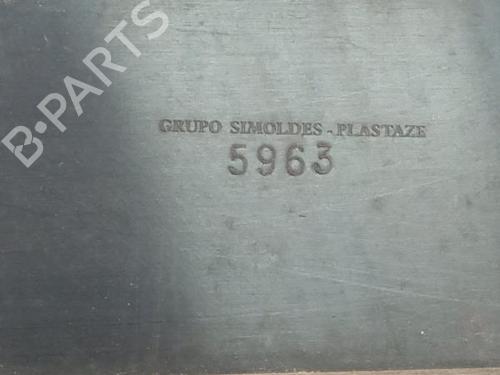 B-PARTS
GRUPO SIMOLDES - PLASTAZE
5963